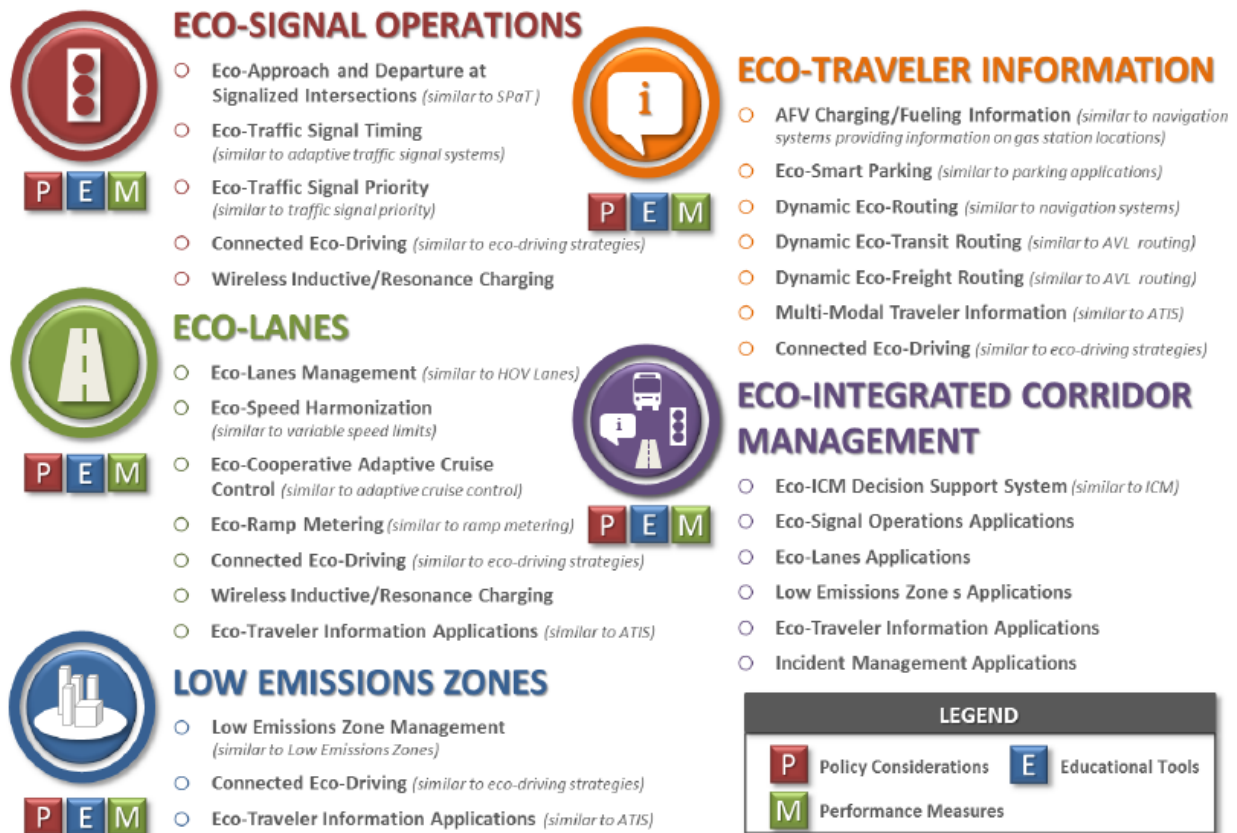 ECO-SIGNAL OPERATIONS
Eco-Approach and Departure at
Signalized Intersections (similar to SPaT)
Eco-Traffic Signal Timing
(similar to adaptive traffic signal systems)
Eco-Traffic Signal Priority
(similar to traffic signal priority)
Connected Eco-Driving (similar to eco-driving strategies)
Wireless Inductive/Resonance Charging
P E M
ECO-LANES
Eco-Lanes Management (similar to HOV Lanes)
Eco-Speed Harmonization
(similar to variable speed limits)
Eco-Cooperative Adaptive Cruise
Control (similar to adaptive cruise control)
Eco-Ramp Metering (similar to ramp metering)
Connected Eco-Driving (similar to eco-driving strategies)
Wireless Inductive/Resonance Charging
Eco-Traveler Information Applications (similar to ATIS)
P E M
LOW EMISSIONS ZONES
Low Emissions Zone Management
(similar to Low Emissions Zones)
Connected Eco-Driving (similar to eco-driving strategies)
Eco-Traveler Information Applications (similar to ATIS)
P E M
i
ECO-TRAVELER INFORMATION
AFV Charging/Fueling Information (similar to navigation
systems providing information on gas station locations)
Eco-Smart Parking (similar to parking applications)
Dynamic Eco-Routing (similar to navigation systems)
Dynamic Eco-Transit Routing (similar to AVL routing)
Dynamic Eco-Freight Routing (similar to AVL routing)
Multi-Modal Traveler Information (similar to ATIS)
Connected Eco-Driving (similar to eco-driving strategies)
P E M
i
ECO-INTEGRATED CORRIDOR
MANAGEMENT
Eco-ICM Decision Support System (similar to ICM)
Eco-Signal Operations Applications
Eco-Lanes Applications
Low Emissions Zone s Applications
Eco-Traveler Information Applications
Incident Management Applications
P E M
LEGEND
P Policy Considerations E Educational Tools
M Performance Measures